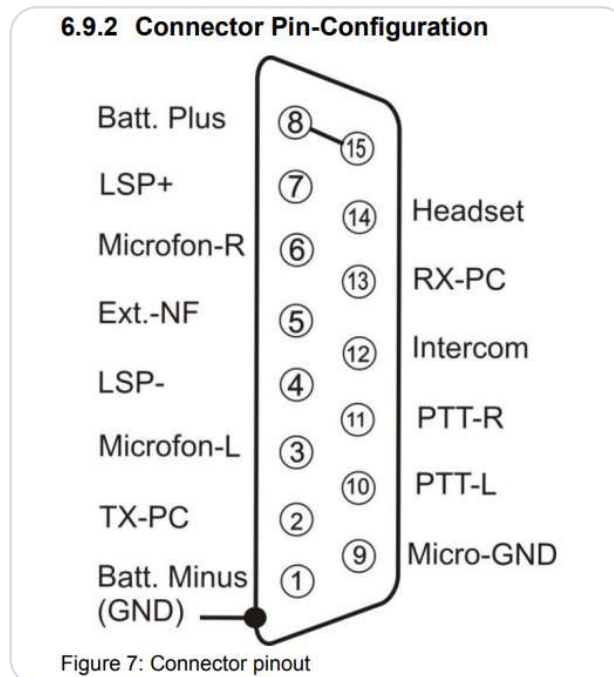 6.9.2 Connector Pin-Configuration
Batt. Plus
8
15
LSP+
7
14
Headset
Microfon-R
6
13
RX-PC
Ext.-NF
5
12
Intercom
LSP-
4
11
PTT-R
Microfon-L
3
10
PTT-L
TX-PC
2
9
Micro-GND
Batt. Minus
(GND)
1
Figure 7: Connector pinout